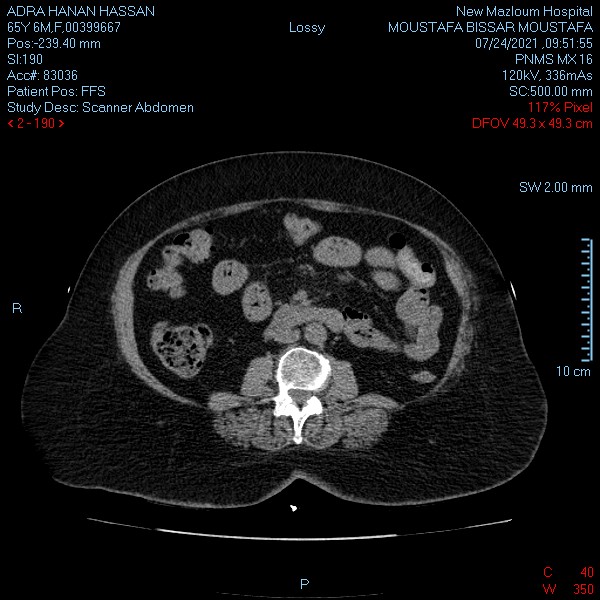 ADRA HANAN HASSAN
65Y 6M,F,00399667
Pos:-239.40 mm
SI:190
Acc#: 83036
Patient Pos: FFS
Study Desc: Scanner Abdomen
< 2 - 190 >
Lossy
New Mazloum Hospital
MOUSTAFA BISSAR MOUSTAFA
07/24/2021 ,09:51:55
PNMS MX 16
120kV, 336mAs
SC:500.00 mm
117% Pixel
DFOV 49.3 x 49.3 cm
SW 2.00 mm
R
10 cm
P
C 40
W 350